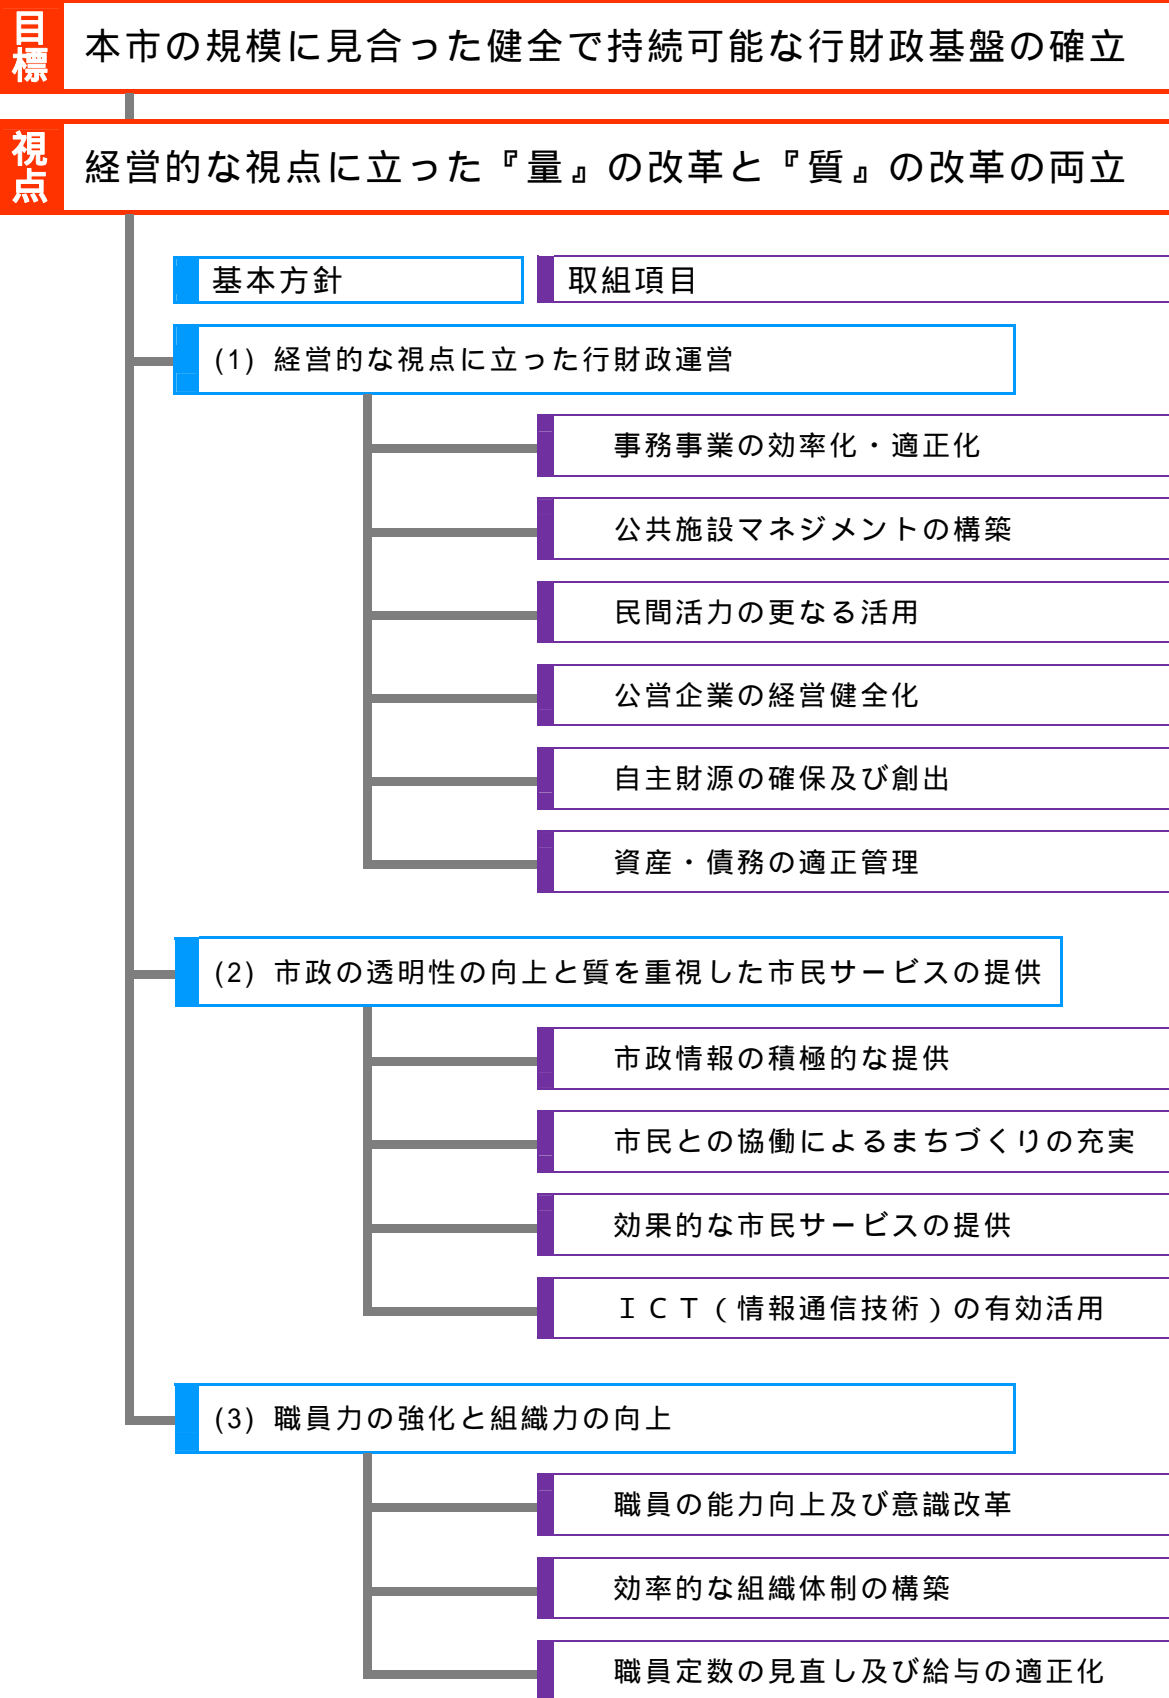 目標
本市の規模に見合った健全で持続可能な行財政基盤の確立
視点
経営的な視点に立った『量』の改革と『質』の改革の両立
基本方針
取組項目
(1) 経営的な視点に立った行財政運営
事務事業の効率化・適正化
公共施設マネジメントの構築
民間活力の更なる活用
公営企業の経営健全化
自主財源の確保及び創出
資産・債務の適正管理
(2) 市政の透明性の向上と質を重視した市民サービスの提供
市政情報の積極的な提供
市民との協働によるまちづくりの充実
効果的な市民サービスの提供
ＩＣＴ（情報通信技術）の有効活用
(3) 職員力の強化と組織力の向上
職員の能力向上及び意識改革
効率的な組織体制の構築
職員定数の見直し及び給与の適正化